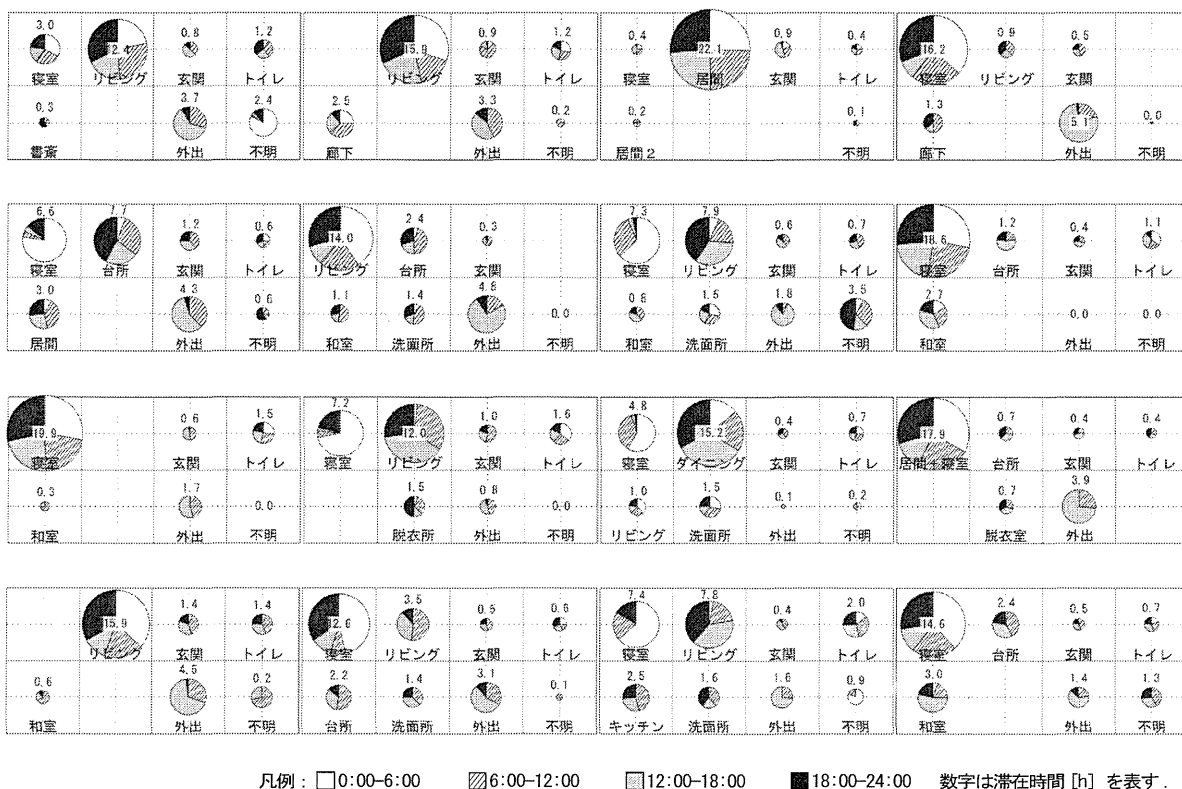 3.0 12.4 0.8 1.2 15.9 0.9 1.2 0.4 22.1 0.9 0.4 16.2 0.9 0.5
寝室 リビング 玄関 トイレ リビング 玄関 トイレ 寝室 居間 玄関 トイレ 寝室 リビング 玄関
0.3 3.7 2.4 2.5 3.3 0.2 0.2 0.1 1.3 5.1 0.0
書斎 外出 不明 廊下 外出 不明 居間2 不明 廊下 外出 不明
6.6 7.7 1.2 0.6 14.0 2.4 0.3 7.3 7.9 0.6 0.7 18.6 1.2 0.4 1.1
寝室 台所 玄関 トイレ リビング 台所 玄関 寝室 リビング 玄関 トイレ 寝室 台所 玄関 トイレ
3.0 4.3 0.6 1.1 1.4 4.8 0.0 0.6 1.5 1.8 3.5 2.7 0.0 0.0
居間 外出 不明 和室 洗面所 外出 不明 和室 洗面所 外出 不明 和室 外出 不明
19.9 0.6 1.5 7.2 12.0 1.0 1.6 4.8 15.2 0.4 0.7 17.9 0.7 0.4 0.4
寝室 玄関 トイレ 寝室 リビング 玄関 トイレ 寝室 ダイニング 玄関 トイレ 居間+寝室 台所 玄関 トイレ
0.3 1.7 0.0 1.5 0.8 0.0 1.0 1.5 0.1 0.2 0.7 3.9
和室 外出 不明 脱衣所 外出 不明 リビング 洗面所 外出 不明 脱衣室 外出
15.9 1.4 1.4 12.6 3.5 0.5 0.6 7.4 7.8 0.4 2.0 14.6 2.4 0.5 0.7
リビング 玄関 トイレ 寝室 リビング 玄関 トイレ 寝室 リビング 玄関 トイレ 寝室 台所 玄関 トイレ
0.6 4.5 0.2 2.2 1.4 3.1 0.1 2.5 1.6 1.6 0.9 3.0 1.4 1.3
和室 外出 不明 台所 洗面所 外出 不明 キッチン 洗面所 外出 不明 和室 外出 不明
凡例: 0:00-6:00 6:00-12:00 12:00-18:00 18:00-24:00 数字は滞在時間[h]を表す.